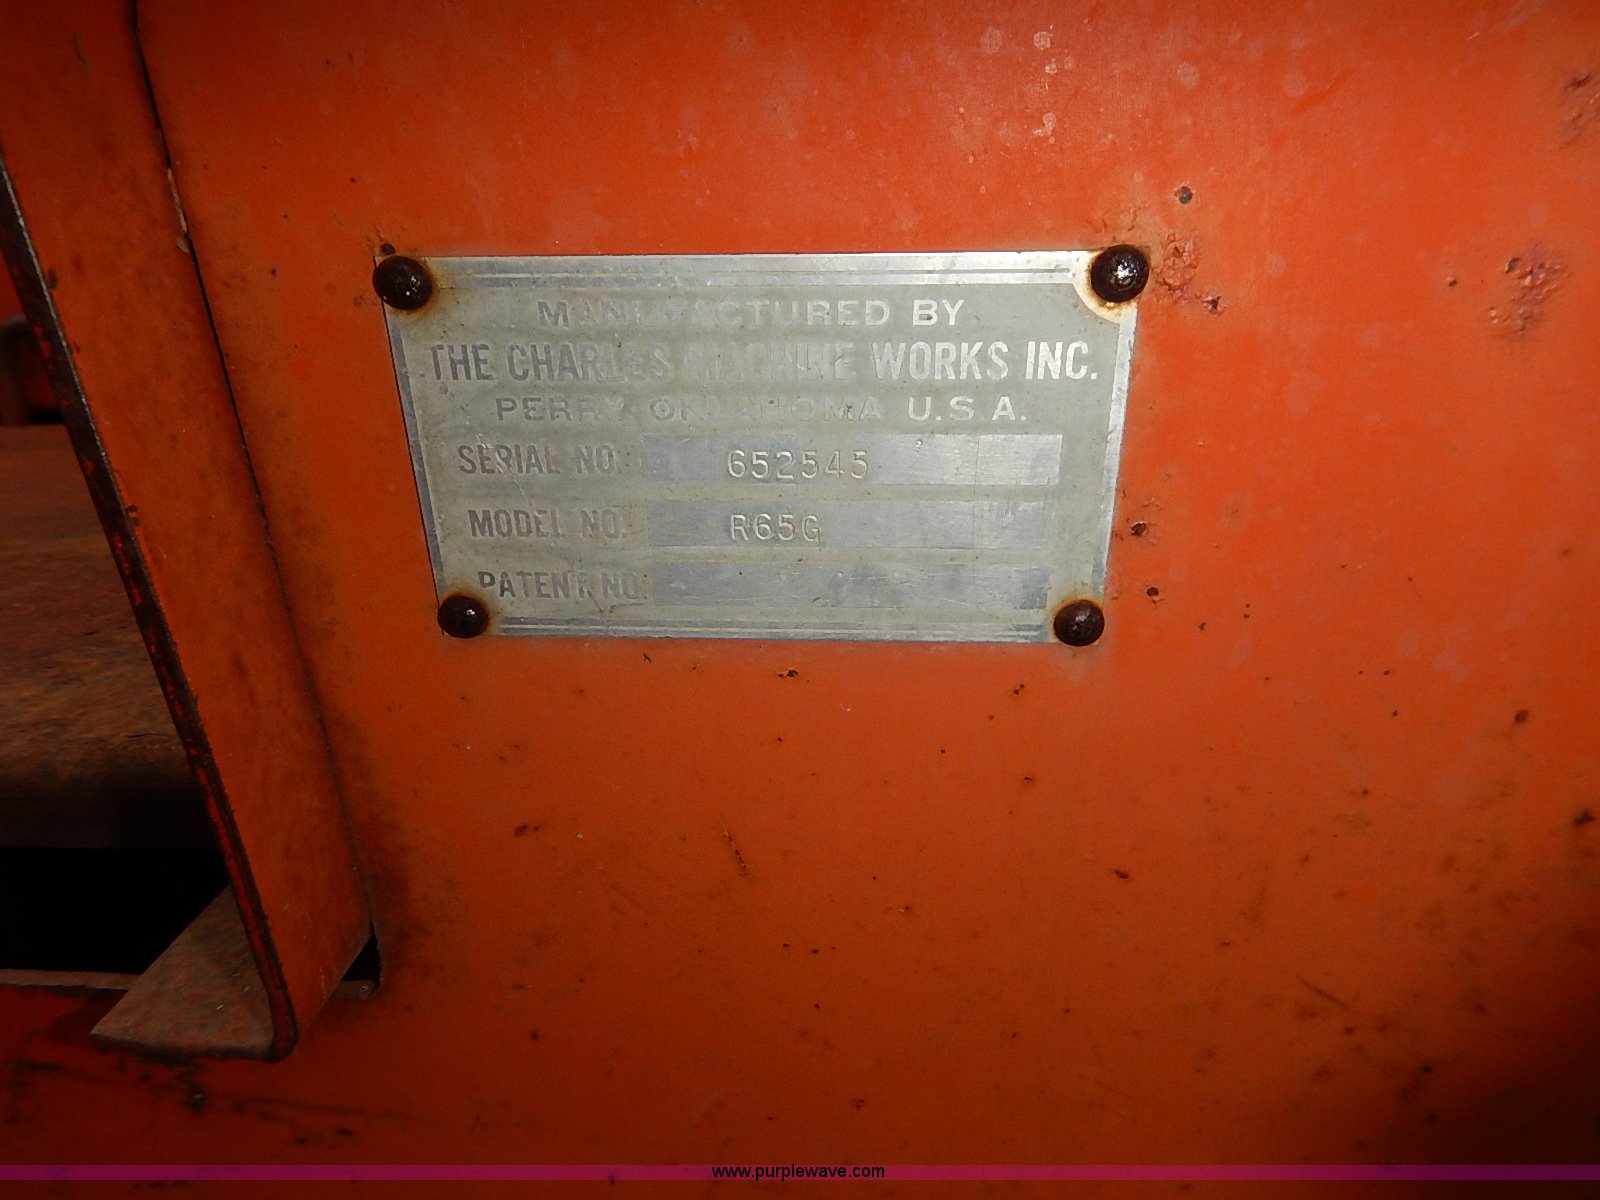 MANUFACTURED BY
THE CHARLES MACHINE WORKS INC.
PERRY, OKLAHOMA U.S.A.
SERIAL NO. 652545
MODEL NO. R65G
PATENT. NO.
www.purplewave.com